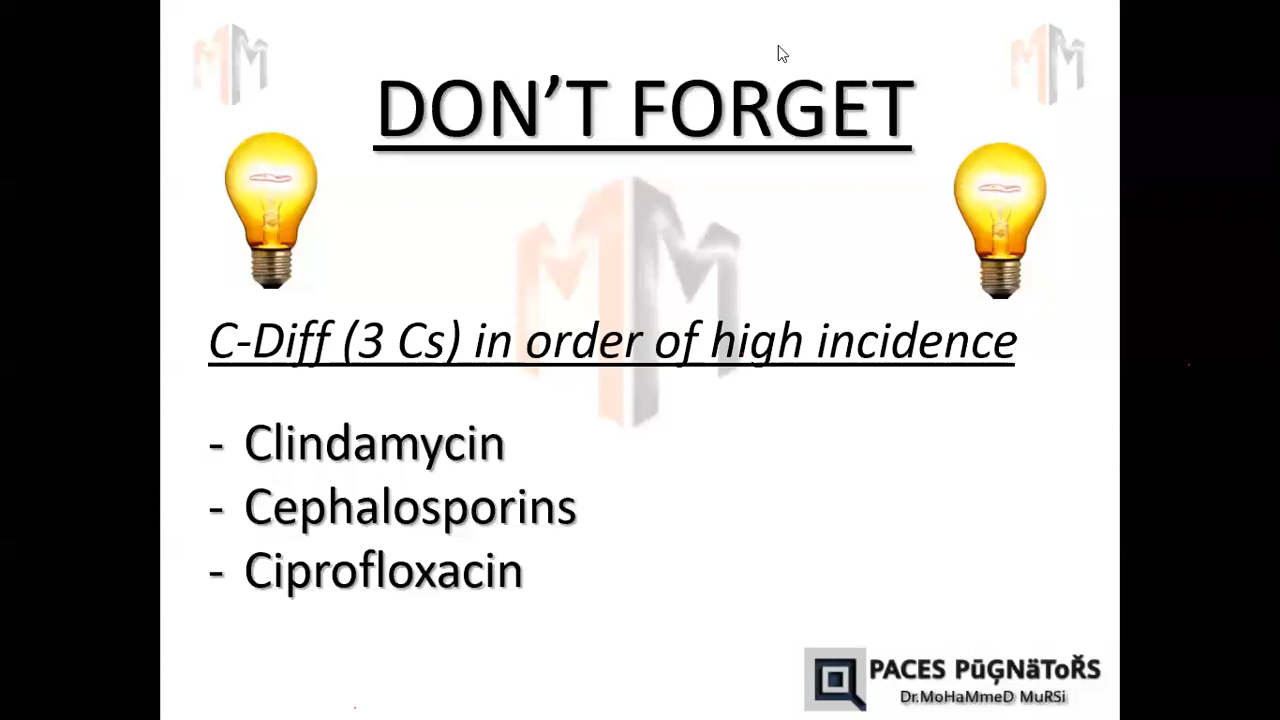 DON’T FORGET
C-Diff (3 Cs) in order of high incidence
- Clindamycin
- Cephalosporins
- Ciprofloxacin
PACES PūĢNäToŘS
Dr.MoHaMmeD MuRSi